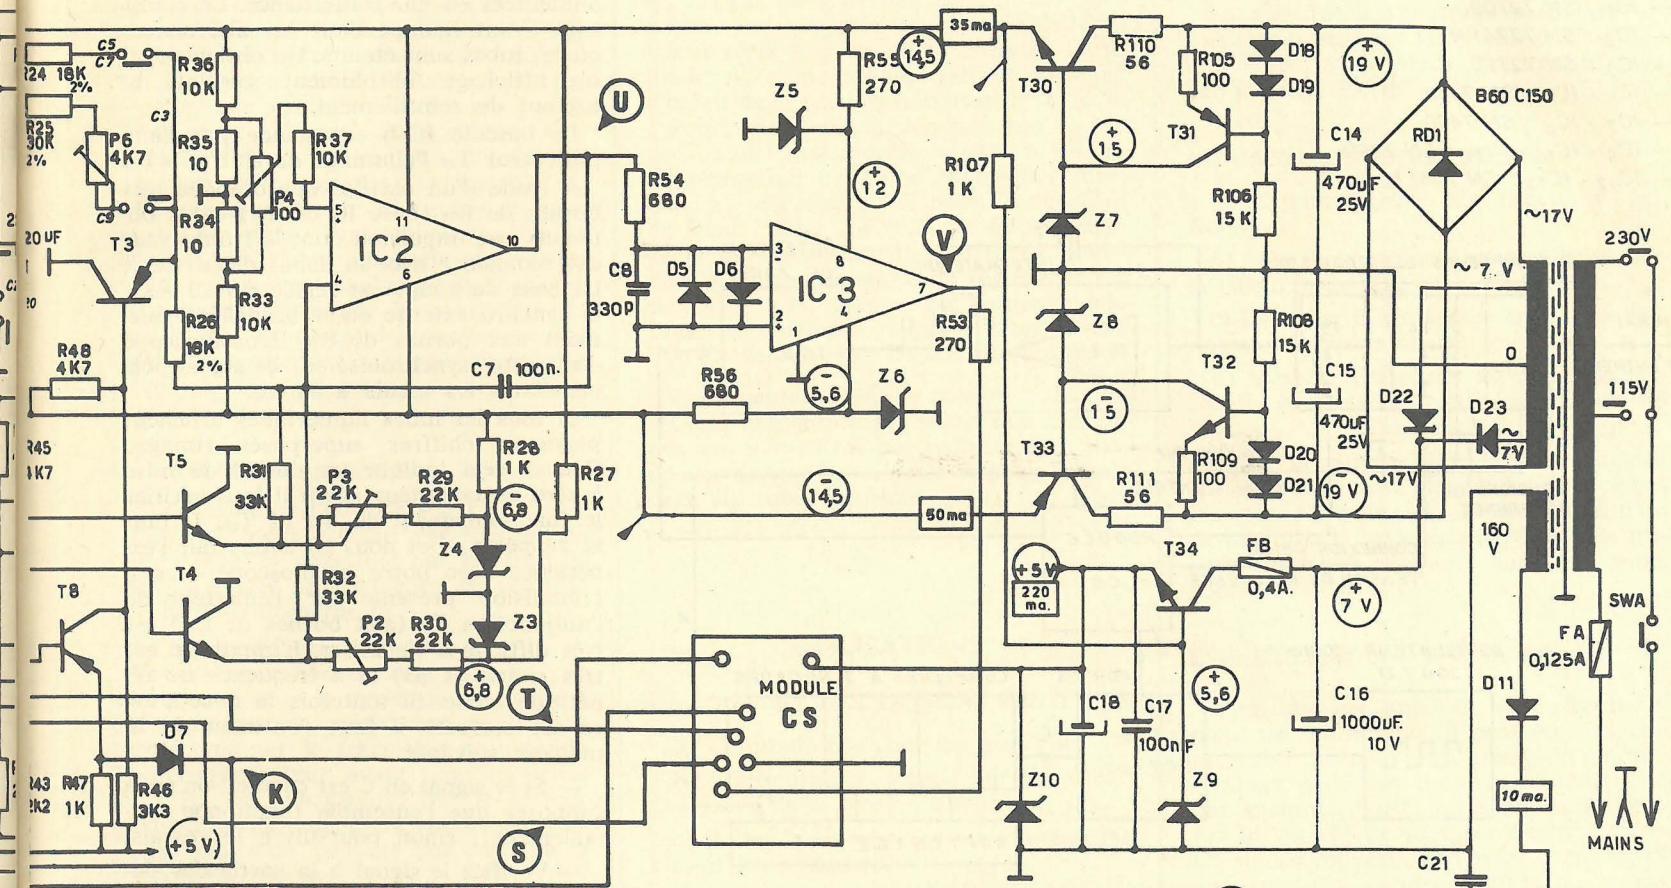 C5
C7
R24 18K
2%
R25
30K
2%
P6
4K7
C3
C9
20 UF
T3
R36
10K
R35
10
R34
10
R33
10K
P4
100
R37
10K
R26
18K
2%
R48
4K7
5
+
4
-
11
6
10
IC 2
U
C7 100n.
R54
680
C8
330P
D5
D6
Z5
R55
270
+
14,5
35 ma
+
12
3
-
2
+
1
8
4
7
IC 3
V
R53
270
-
5,6
R56
680
Z6
R107
1 K
T30
R110
56
R105
100
T31
D18
D19
+
19 V
+
15
Z7
R106
15 K
C14
470uF
25V
B60 C150
RD1
~17V
Z8
R108
15 K
T32
-
15
C15
470uF
25V
R109
100
D20
D21
-
19 V
~17V
T33
R111
56
50 ma
-
14,5
~ 7 V
0
D22
D23
~
7V
160
V
230V
115V
SWA
FA
0,125A
MAINS
D11
10 ma.
C21
R45
4K7
T5
R31
33K
P3
22K
R29
22K
R28
1 K
R27
1K
-
6,8
Z4
T8
T4
R32
33K
P2
22K
R30
22K
Z3
+
6,8
T
D7
K
R43
2K2
R47
1K
R46
3K3
(+5 V)
S
MODULE
CS
+5V
220
ma.
T34
FB
0,4A.
+
7 V
+
5,6
C18
C17
100n F
C16
1000uF.
10 V
Z10
Z9